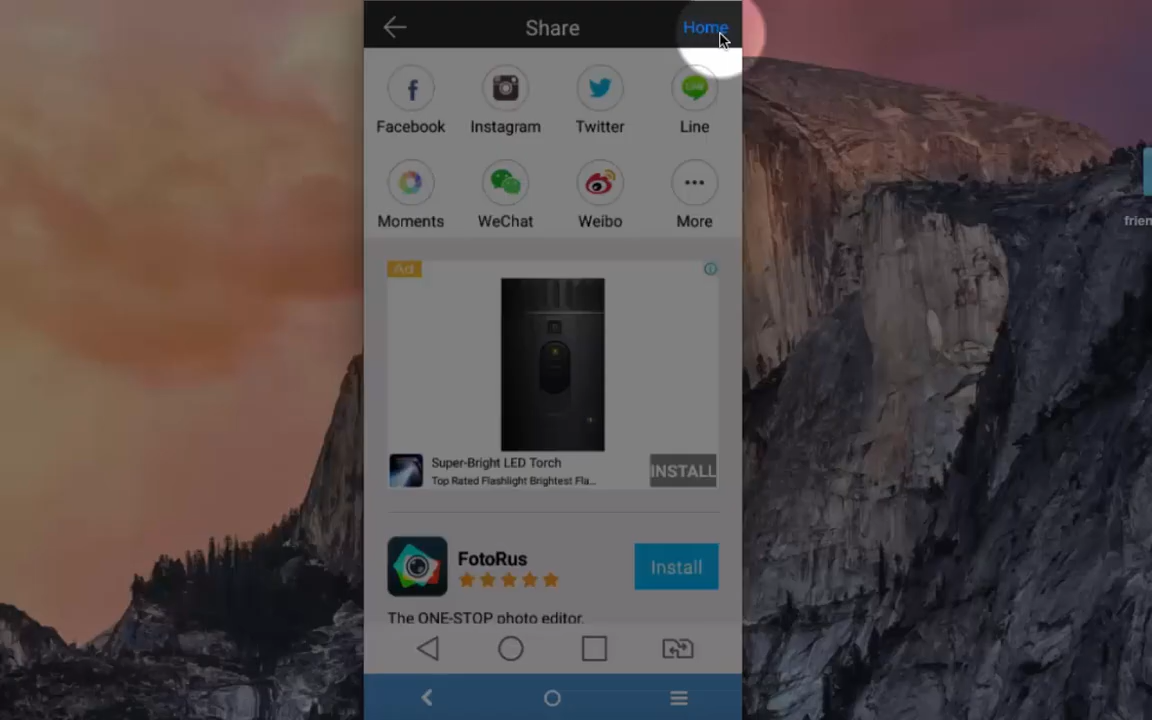 Share
Home
Facebook
Instagram
Twitter
LINE
Line
Moments
WeChat
Weibo
More
Ad
Super-Bright LED Torch
Top Rated Flashlight Brightest Fla...
INSTALL
FotoRus
Install
The ONE-STOP photo editor.
frien